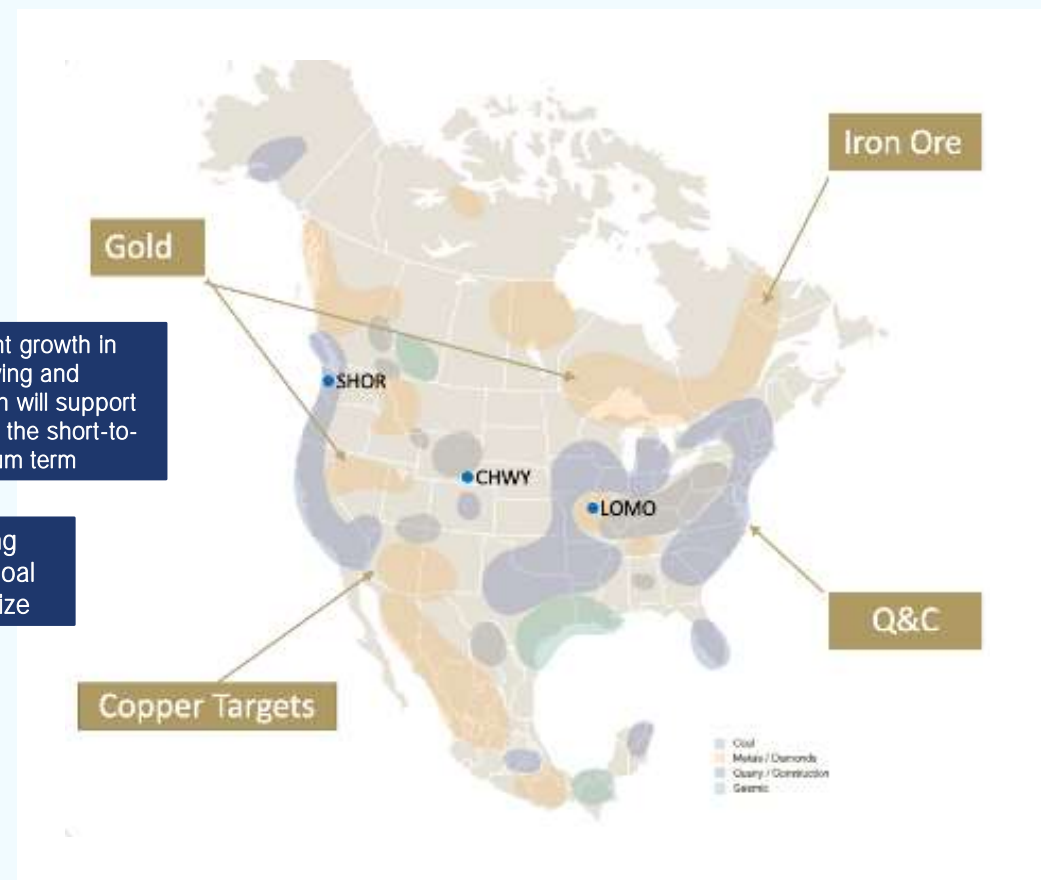 Iron Ore
Gold
nt growth in
ing and
n will support
the short-to-
um term
SHOR
CHWY
LOMO
ng
oal
ize
Q&C
Copper Targets
Coal
Metals / Diamonds
Quarry / Construction
Seismic